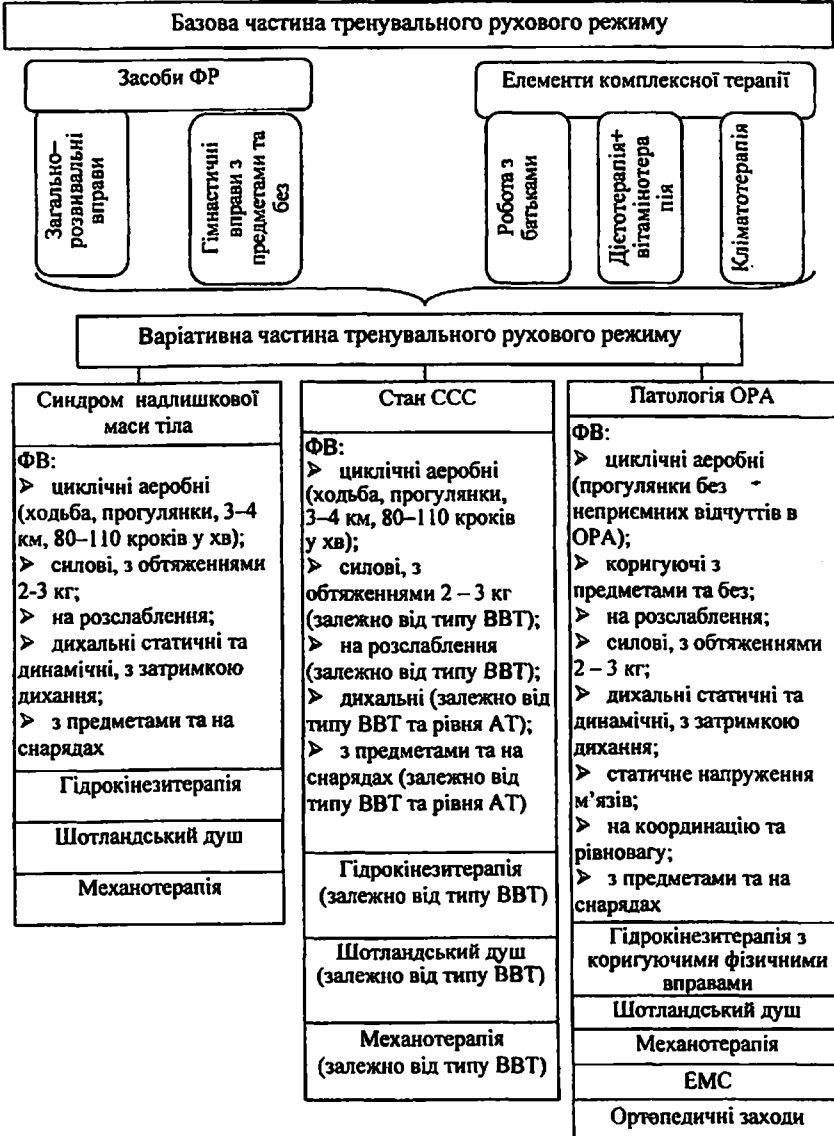 Базова частина тренувального рухового режиму
Засоби ФР
Загально–
розвивальні
вправи
Гімнастичні
вправи з
предметами та
без
Елементи комплексної терапії
Робота з
батьками
Дієтотерапія+
вітамінотера
пія
Кліматотерапія
Варіативна частина тренувального рухового режиму
Синдром надлишкової
маси тіла
ФВ:
➢ циклічні аеробні
(ходьба, прогулянки, 3–4
км, 80–110 кроків у хв);
➢ силові, з обтяженнями
2-3 кг;
➢ на розслаблення;
➢ дихальні статичні та
динамічні, з затримкою
дихання;
➢ з предметами та на
снарядах
Гідрокінезитерапія
Шотландський душ
Механотерапія
Стан ССС
ФВ:
➢ циклічні аеробні
(ходьба, прогулянки,
3–4 км, 80–110 кроків
у хв);
➢ силові, з
обтяженнями 2 – 3 кг
(залежно від типу ВВТ);
➢ на розслаблення
(залежно від типу ВВТ);
➢ дихальні (залежно від
типу ВВТ та рівня АТ);
➢ з предметами та на
снарядах (залежно від
типу ВВТ та рівня АТ)
Гідрокінезитерапія
(залежно від типу ВВТ)
Шотландський душ
(залежно від типу ВВТ)
Механотерапія
(залежно від типу ВВТ)
Патологія ОРА
ФВ:
➢ циклічні аеробні
(прогулянки без
неприємних відчуттів в
ОРА);
➢ коригуючі з
предметами та без;
➢ на розслаблення;
➢ силові, з обтяженнями
2 – 3 кг;
➢ дихальні статичні та
динамічні, з затримкою
дихання;
➢ статичне напруження
м’язів;
➢ на координацію та
рівновагу;
➢ з предметами та на
снарядах
Гідрокінезитерапія з
коригуючими фізичними
вправами
Шотландський душ
Механотерапія
ЕМС
Ортопедичні заходи